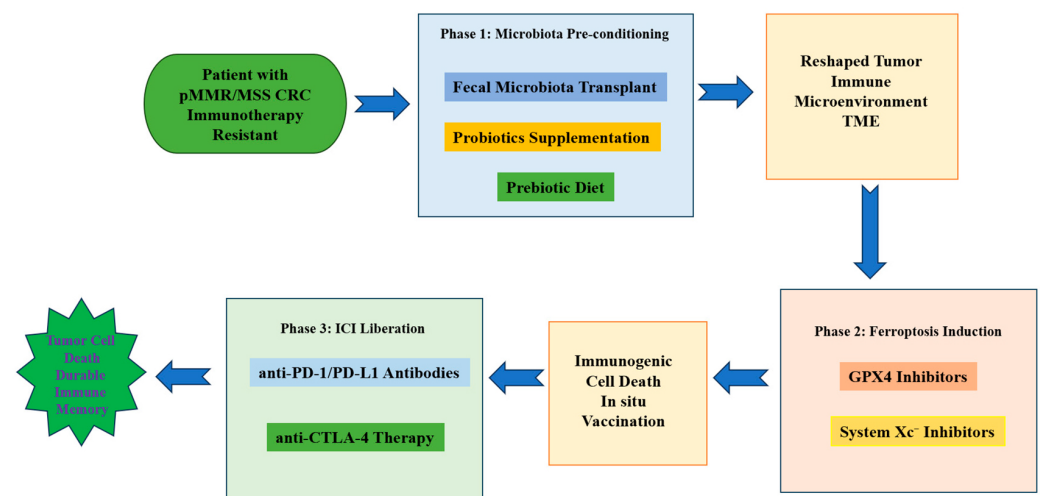 Patient with
pMMR/MSS CRC
Immunotherapy
Resistant
Phase 1: Microbiota Pre-conditioning
Fecal Microbiota Transplant
Probiotics Supplementation
Prebiotic Diet
Reshaped Tumor
Immune
Microenvironment
TME
Phase 2: Ferroptosis Induction
GPX4 Inhibitors
System Xc⁻ Inhibitors
Immunogenic
Cell Death
In situ
Vaccination
Phase 3: ICI Liberation
anti-PD-1/PD-L1 Antibodies
anti-CTLA-4 Therapy
Tumor Cell
Death
Durable
Immune
Memory